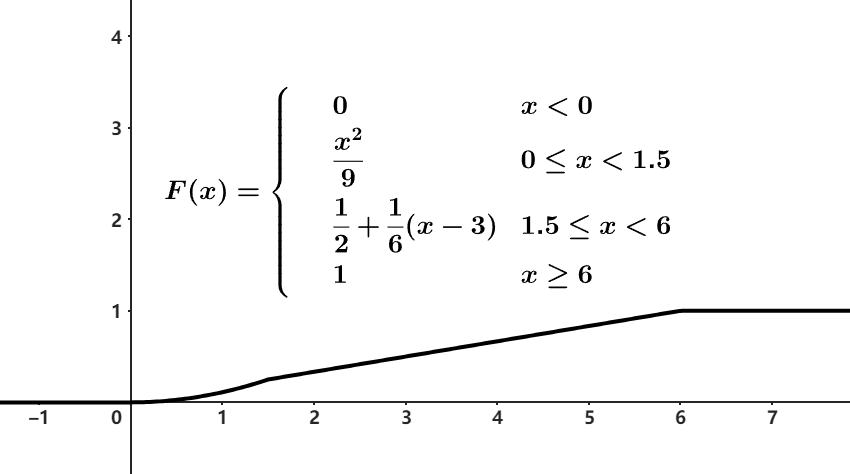 4
0 x < 0
3
x²/9 0 ≤ x < 1.5
F(x) = {
2
1/2 + 1/6(x − 3) 1.5 ≤ x < 6
1 x ≥ 6
1
−1 0 1 2 3 4 5 6 7